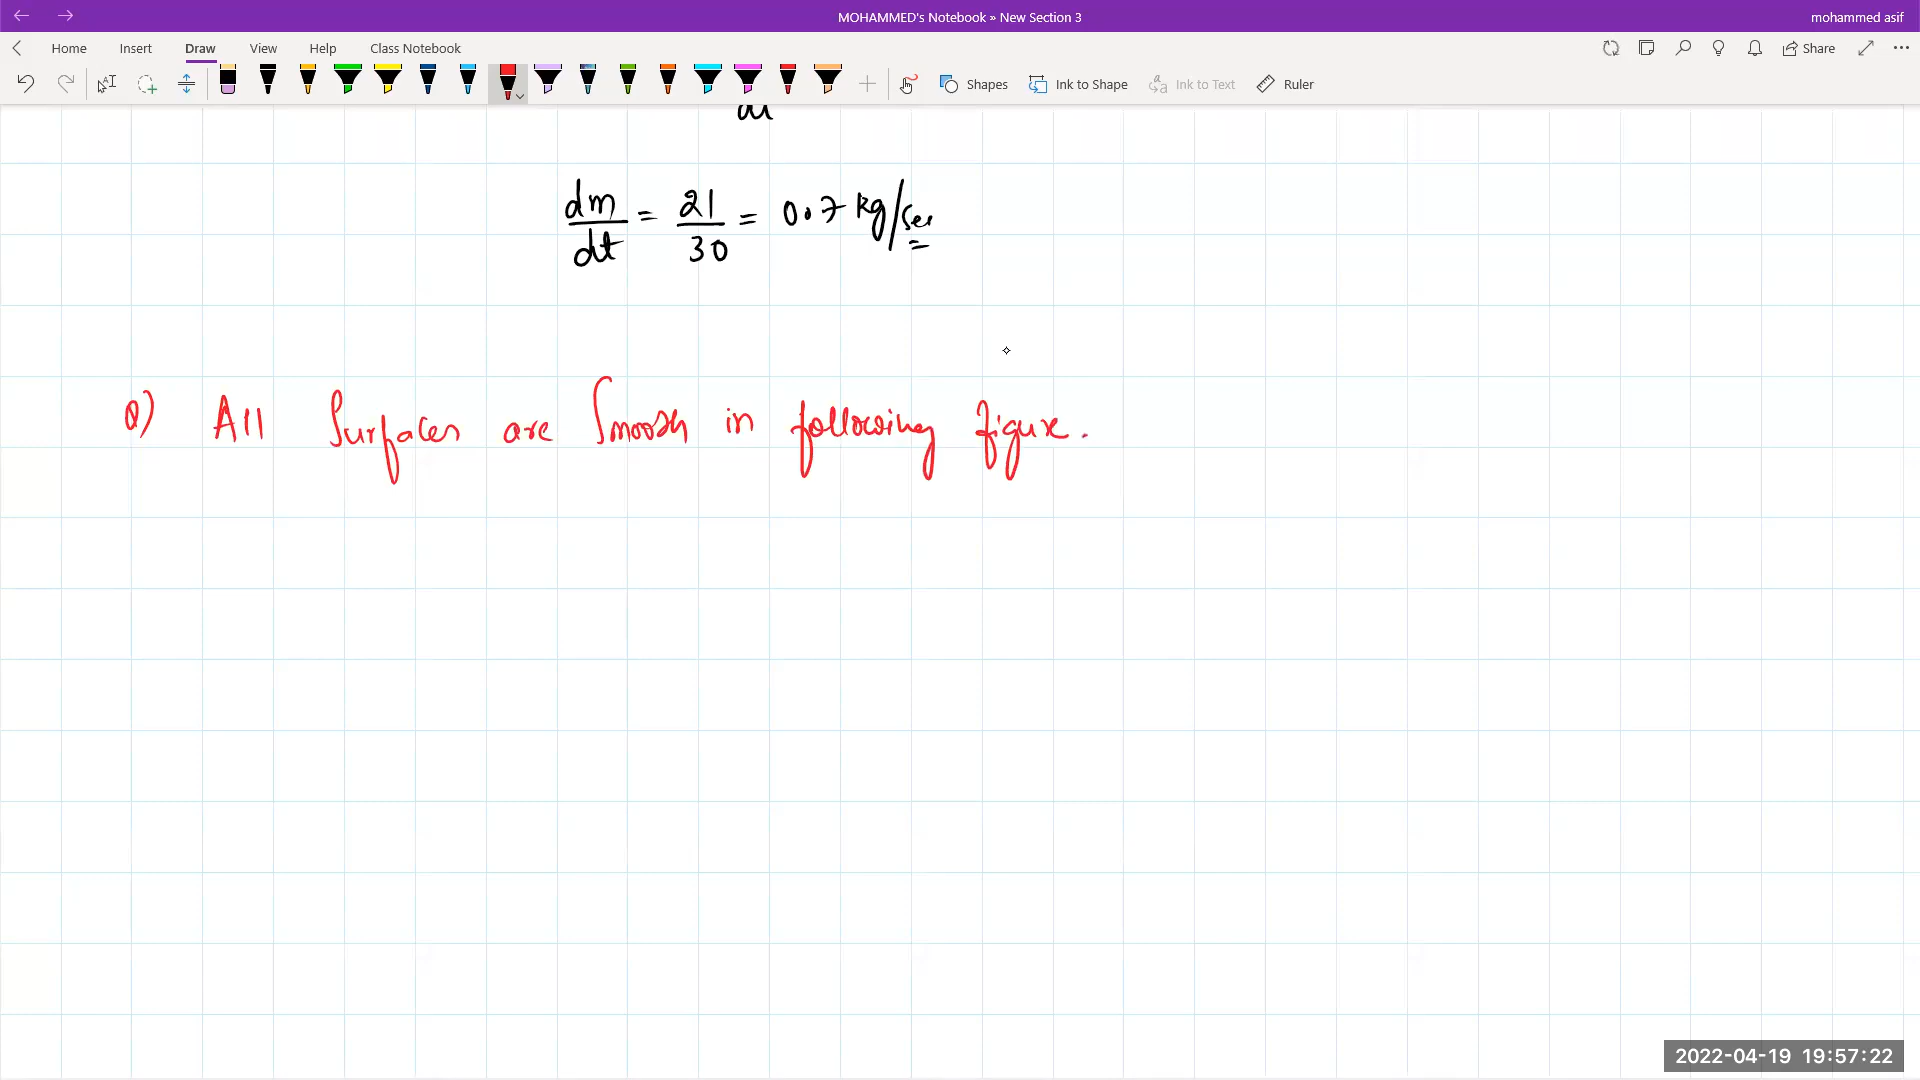 MOHAMMED's Notebook » New Section 3
mohammed asif
Home Insert Draw View Help Class Notebook
Share
Shapes Ink to Shape Ink to Text Ruler
dm/dt = 21/30 = 0.7 kg/sec
Q) All Surfaces are Smooth in following figure.
2022-04-19 19:57:22